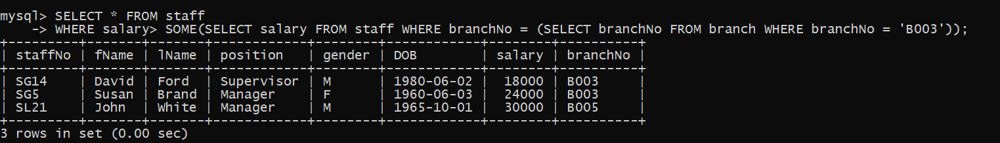 mysql> SELECT * FROM staff
    -> WHERE salary> SOME(SELECT salary FROM staff WHERE branchNo = (SELECT branchNo FROM branch WHERE branchNo = 'B003'));
+---------+-------+-------+------------+--------+------------+--------+----------+
| staffNo | fName | lName | position   | gender | DOB        | salary | branchNo |
+---------+-------+-------+------------+--------+------------+--------+----------+
| SG14    | David | Ford  | Supervisor | M      | 1980-06-02 |  18000 | B003     |
| SG5     | Susan | Brand | Manager    | F      | 1960-06-03 |  24000 | B003     |
| SL21    | John  | White | Manager    | M      | 1965-10-01 |  30000 | B005     |
+---------+-------+-------+------------+--------+------------+--------+----------+
3 rows in set (0.00 sec)